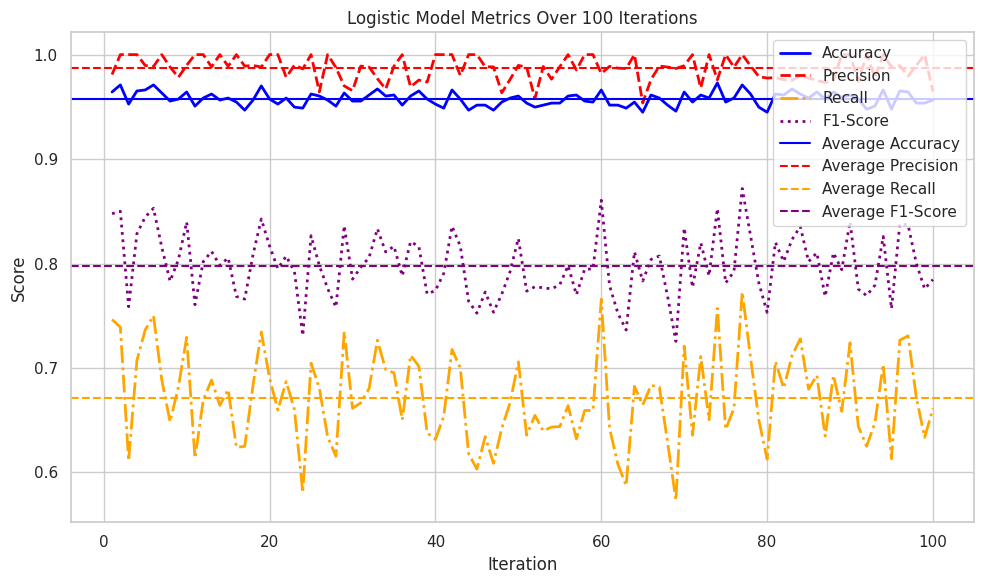 Logistic Model Metrics Over 100 Iterations
1.0
0.9
0.8
0.7
0.6
Score
Accuracy
Precision
Recall
F1-Score
Average Accuracy
Average Precision
Average Recall
Average F1-Score
0 20 40 60 80 100
Iteration